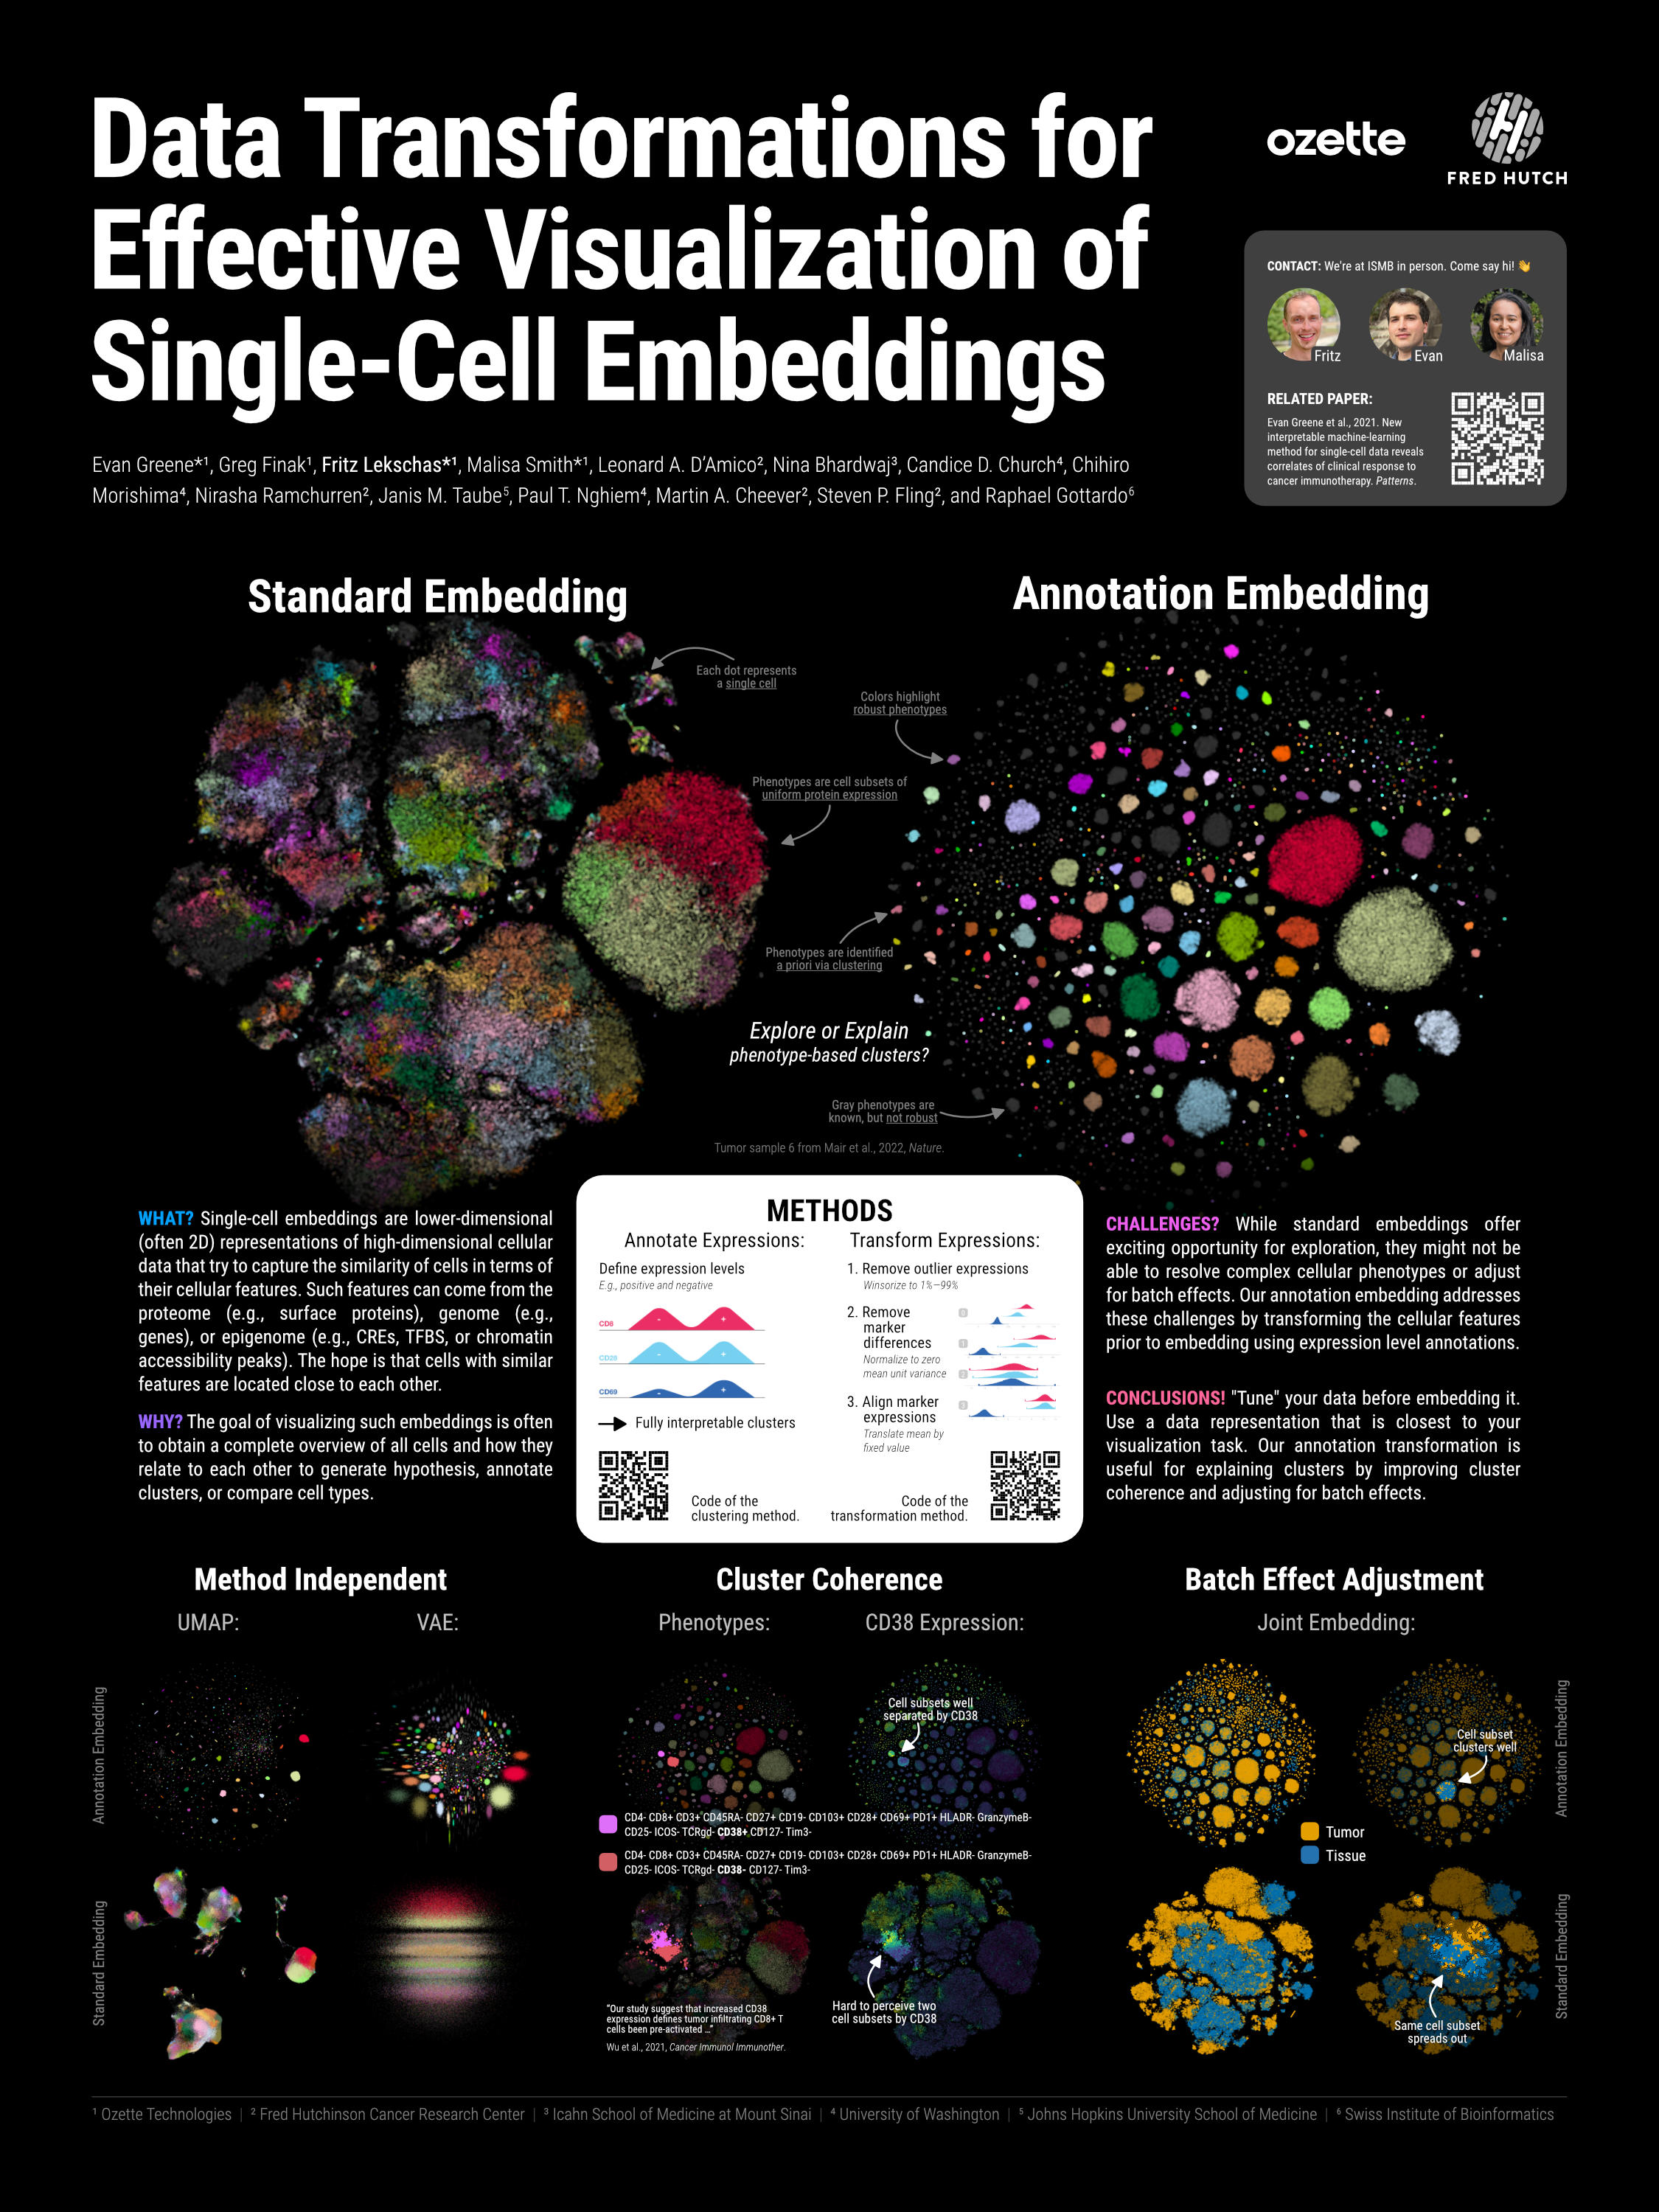 Data Transformations for
Effective Visualization of
Single-Cell Embeddings
ozette
FRED HUTCH
CONTACT: We're at ISMB in person. Come say hi! 👋
Fritz
Evan
Malisa
RELATED PAPER:
Evan Greene et al., 2021. New
interpretable machine-learning
method for single-cell data reveals
correlates of clinical response to
cancer immunotherapy. Patterns.
Evan Greene*¹, Greg Finak¹, Fritz Lekschas*¹, Malisa Smith*¹, Leonard A. D'Amico², Nina Bhardwaj³, Candice D. Church⁴, Chihiro
Morishima⁴, Nirasha Ramchurren², Janis M. Taube⁵, Paul T. Nghiem⁴, Martin A. Cheever², Steven P. Fling², and Raphael Gottardo⁶
Standard Embedding
Annotation Embedding
Each dot represents
a single cell
Colors highlight
robust phenotypes
Phenotypes are cell subsets of
uniform protein expression
Phenotypes are identified
a priori via clustering
Explore or Explain
phenotype-based clusters?
Gray phenotypes are
known, but not robust
Tumor sample 6 from Mair et al., 2022, Nature.
WHAT? Single-cell embeddings are lower-dimensional
(often 2D) representations of high-dimensional cellular
data that try to capture the similarity of cells in terms of
their cellular features. Such features can come from the
proteome (e.g., surface proteins), genome (e.g.,
genes), or epigenome (e.g., CREs, TFBS, or chromatin
accessibility peaks). The hope is that cells with similar
features are located close to each other.
WHY? The goal of visualizing such embeddings is often
to obtain a complete overview of all cells and how they
relate to each other to generate hypothesis, annotate
clusters, or compare cell types.
METHODS
Annotate Expressions:
Define expression levels
E.g., positive and negative
CD8
- +
CD28
- +
CD69
- +
Fully interpretable clusters
Code of the
clustering method.
Transform Expressions:
1. Remove outlier expressions
Winsorize to 1%—99%
2. Remove
marker
differences
Normalize to zero
mean unit variance
3. Align marker
expressions
Translate mean by
fixed value
0
1
2
3
Code of the
transformation method.
CHALLENGES? While standard embeddings offer
exciting opportunity for exploration, they might not be
able to resolve complex cellular phenotypes or adjust
for batch effects. Our annotation embedding addresses
these challenges by transforming the cellular features
prior to embedding using expression level annotations.
CONCLUSIONS! "Tune" your data before embedding it.
Use a data representation that is closest to your
visualization task. Our annotation transformation is
useful for explaining clusters by improving cluster
coherence and adjusting for batch effects.
Method Independent
UMAP:
VAE:
Annotation Embedding
Standard Embedding
Cluster Coherence
Phenotypes:
CD38 Expression:
Cell subsets well
separated by CD38
CD4- CD8+ CD3+ CD45RA- CD27+ CD19- CD103+ CD28+ CD69+ PD1+ HLADR- GranzymeB-
CD25- ICOS- TCRgd- CD38+ CD127- Tim3-
CD4- CD8+ CD3+ CD45RA- CD27+ CD19- CD103+ CD28+ CD69+ PD1+ HLADR- GranzymeB-
CD25- ICOS- TCRgd- CD38- CD127- Tim3-
"Our study suggest that increased CD38
expression defines tumor infiltrating CD8+ T
cells been pre-activated …"
Wu et al., 2021, Cancer Immunol Immunother.
Hard to perceive two
cell subsets by CD38
Batch Effect Adjustment
Joint Embedding:
Cell subset
clusters well
Tumor
Tissue
Same cell subset
spreads out
Annotation Embedding
Standard Embedding
¹ Ozette Technologies | ² Fred Hutchinson Cancer Research Center | ³ Icahn School of Medicine at Mount Sinai | ⁴ University of Washington | ⁵ Johns Hopkins University School of Medicine | ⁶ Swiss Institute of Bioinformatics